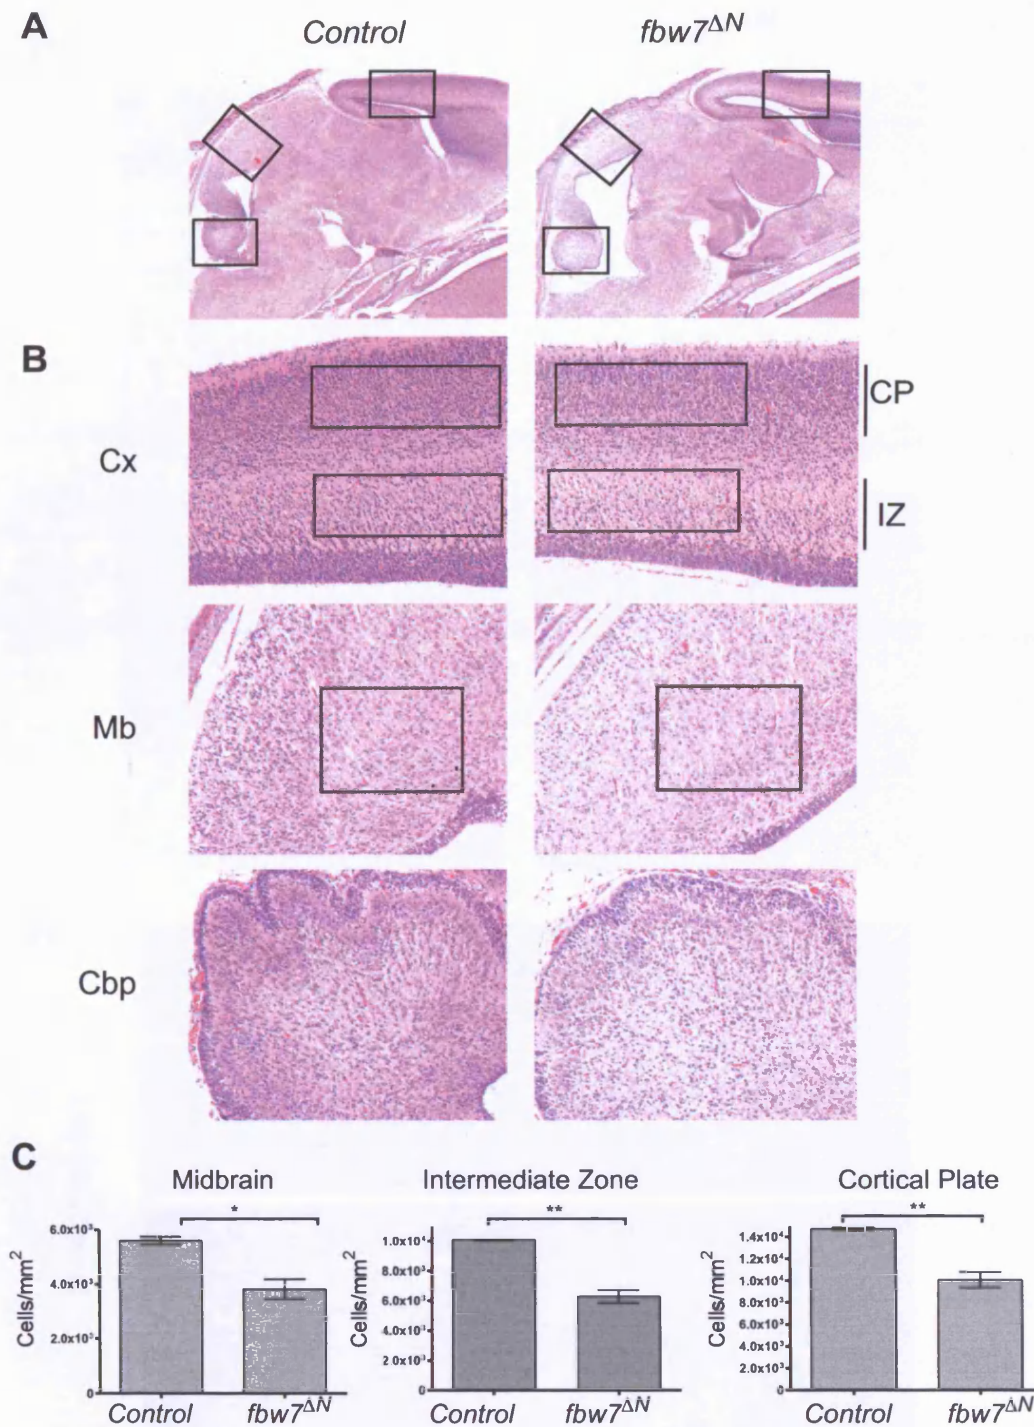 A
Control
fbw7ΔN
B
Cx
CP
IZ
Mb
Cbp
C
Midbrain
Intermediate Zone
Cortical Plate
*
**
**
Cells/mm²
6.0x10³
4.0x10³
2.0x10³
0
Control
fbw7ΔN
Cells/mm²
1.0x10⁴
8.0x10³
6.0x10³
4.0x10³
2.0x10³
0
Control
fbw7ΔN
Cells/mm²
1.4x10⁴
1.2x10⁴
1.0x10⁴
8.0x10³
6.0x10³
4.0x10³
2.0x10³
0
Control
fbw7ΔN